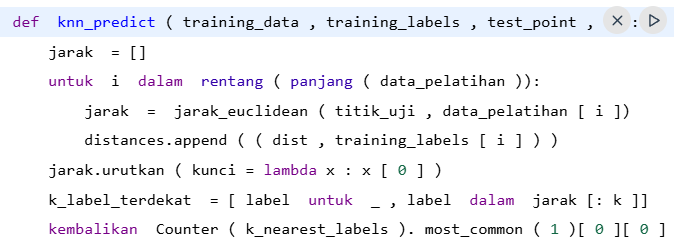 def knn_predict ( training_data , training_labels , test_point , :
jarak = []
untuk i dalam rentang ( panjang ( data_pelatihan )):
jarak = jarak_euclidean ( titik_uji , data_pelatihan [ i ])
distances.append ( ( dist , training_labels [ i ] ) )
jarak.urutkan ( kunci = lambda x : x [ 0 ] )
k_label_terdekat = [ label untuk _ , label dalam jarak [: k ]]
kembalikan Counter ( k_nearest_labels ). most_common ( 1 )[ 0 ][ 0 ]